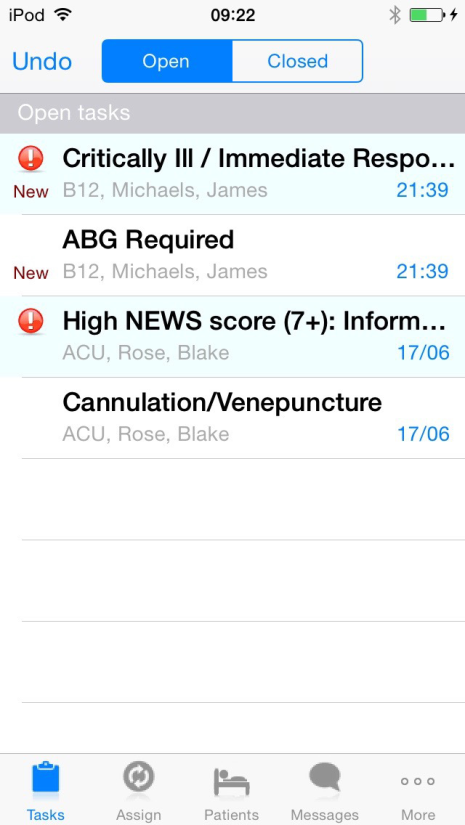 iPod 09:22
Undo Open Closed
Open tasks
Critically Ill / Immediate Respo...
New B12, Michaels, James 21:39
ABG Required
New B12, Michaels, James 21:39
High NEWS score (7+): Inform...
ACU, Rose, Blake 17/06
Cannulation/Venepuncture
ACU, Rose, Blake 17/06
Tasks Assign Patients Messages More